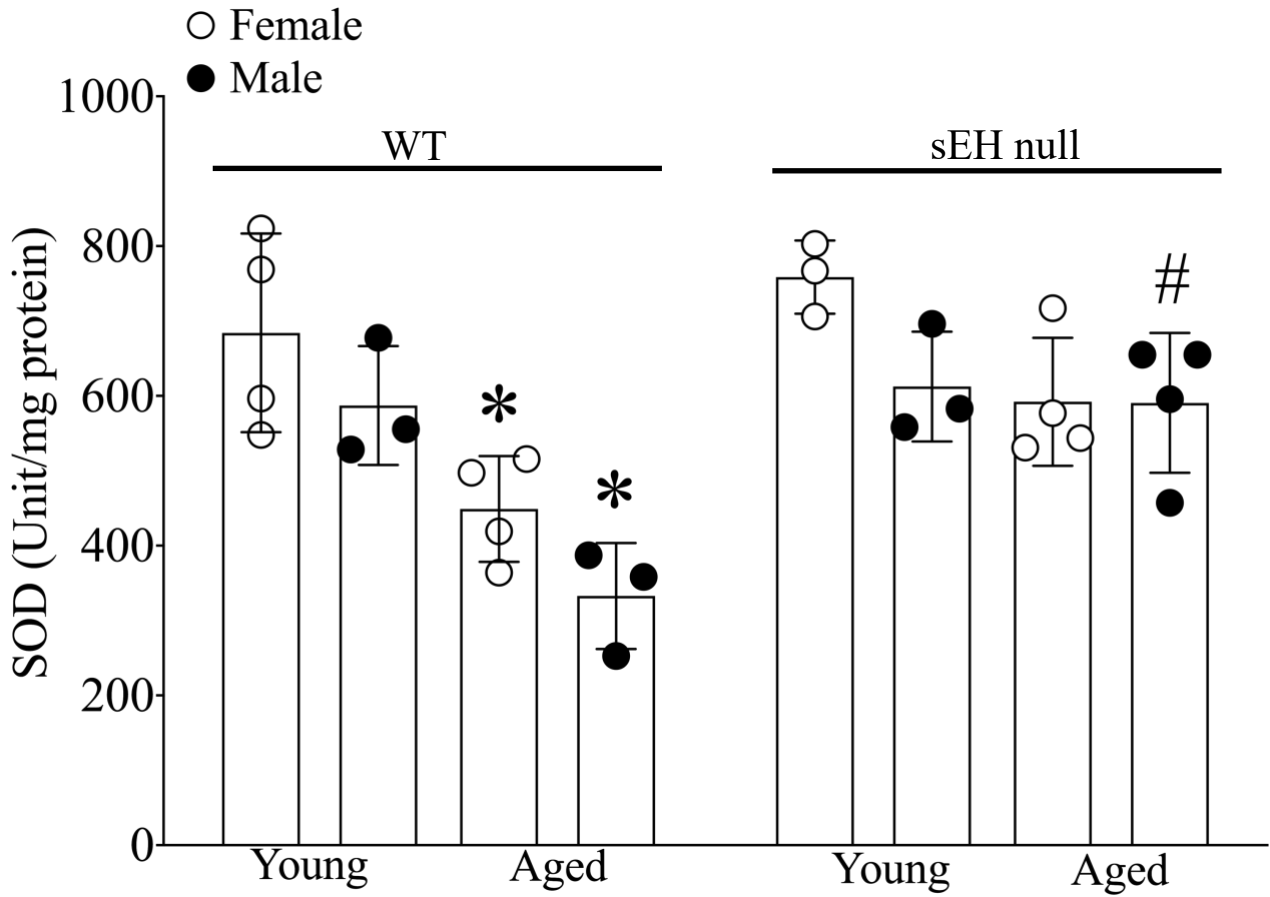 Female
Male
WT
sEH null
SOD (Unit/mg protein)
1000
800
600
400
200
0
*
*
#
Young
Aged
Young
Aged